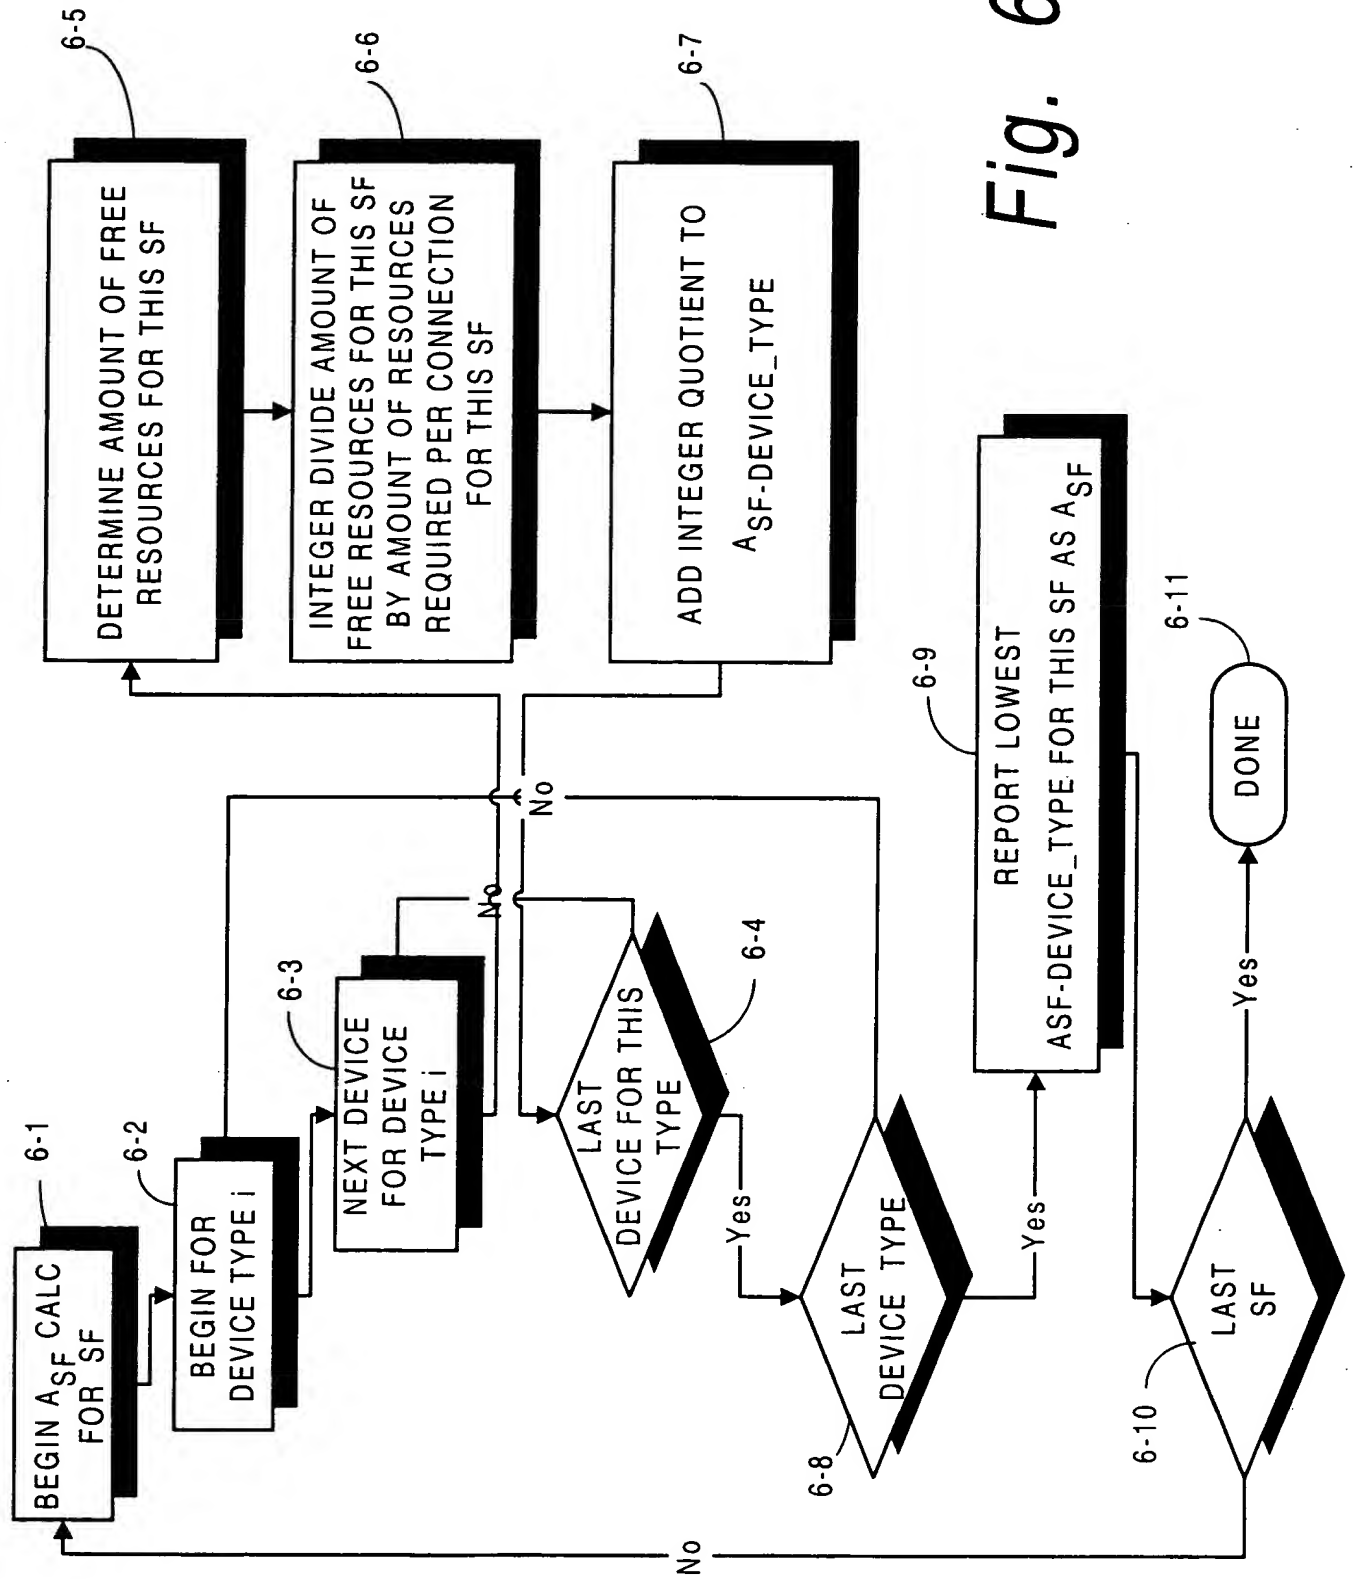 6-1
BEGIN ASF CALC
FOR SF
6-2
BEGIN FOR
DEVICE TYPE i
6-3
NEXT DEVICE
FOR DEVICE
TYPE i
No
LAST
DEVICE FOR THIS
TYPE
6-4
Yes
No
LAST
DEVICE TYPE
6-8
Yes
6-5
DETERMINE AMOUNT OF FREE
RESOURCES FOR THIS SF
6-6
INTEGER DIVIDE AMOUNT OF
FREE RESOURCES FOR THIS SF
BY AMOUNT OF RESOURCES
REQUIRED PER CONNECTION
FOR THIS SF
6-7
ADD INTEGER QUOTIENT TO
ASF-DEVICE_TYPE
6-9
REPORT LOWEST
ASF-DEVICE_TYPE FOR THIS SF AS ASF
6-10
LAST
SF
No
Yes
6-11
DONE
Fig. 6